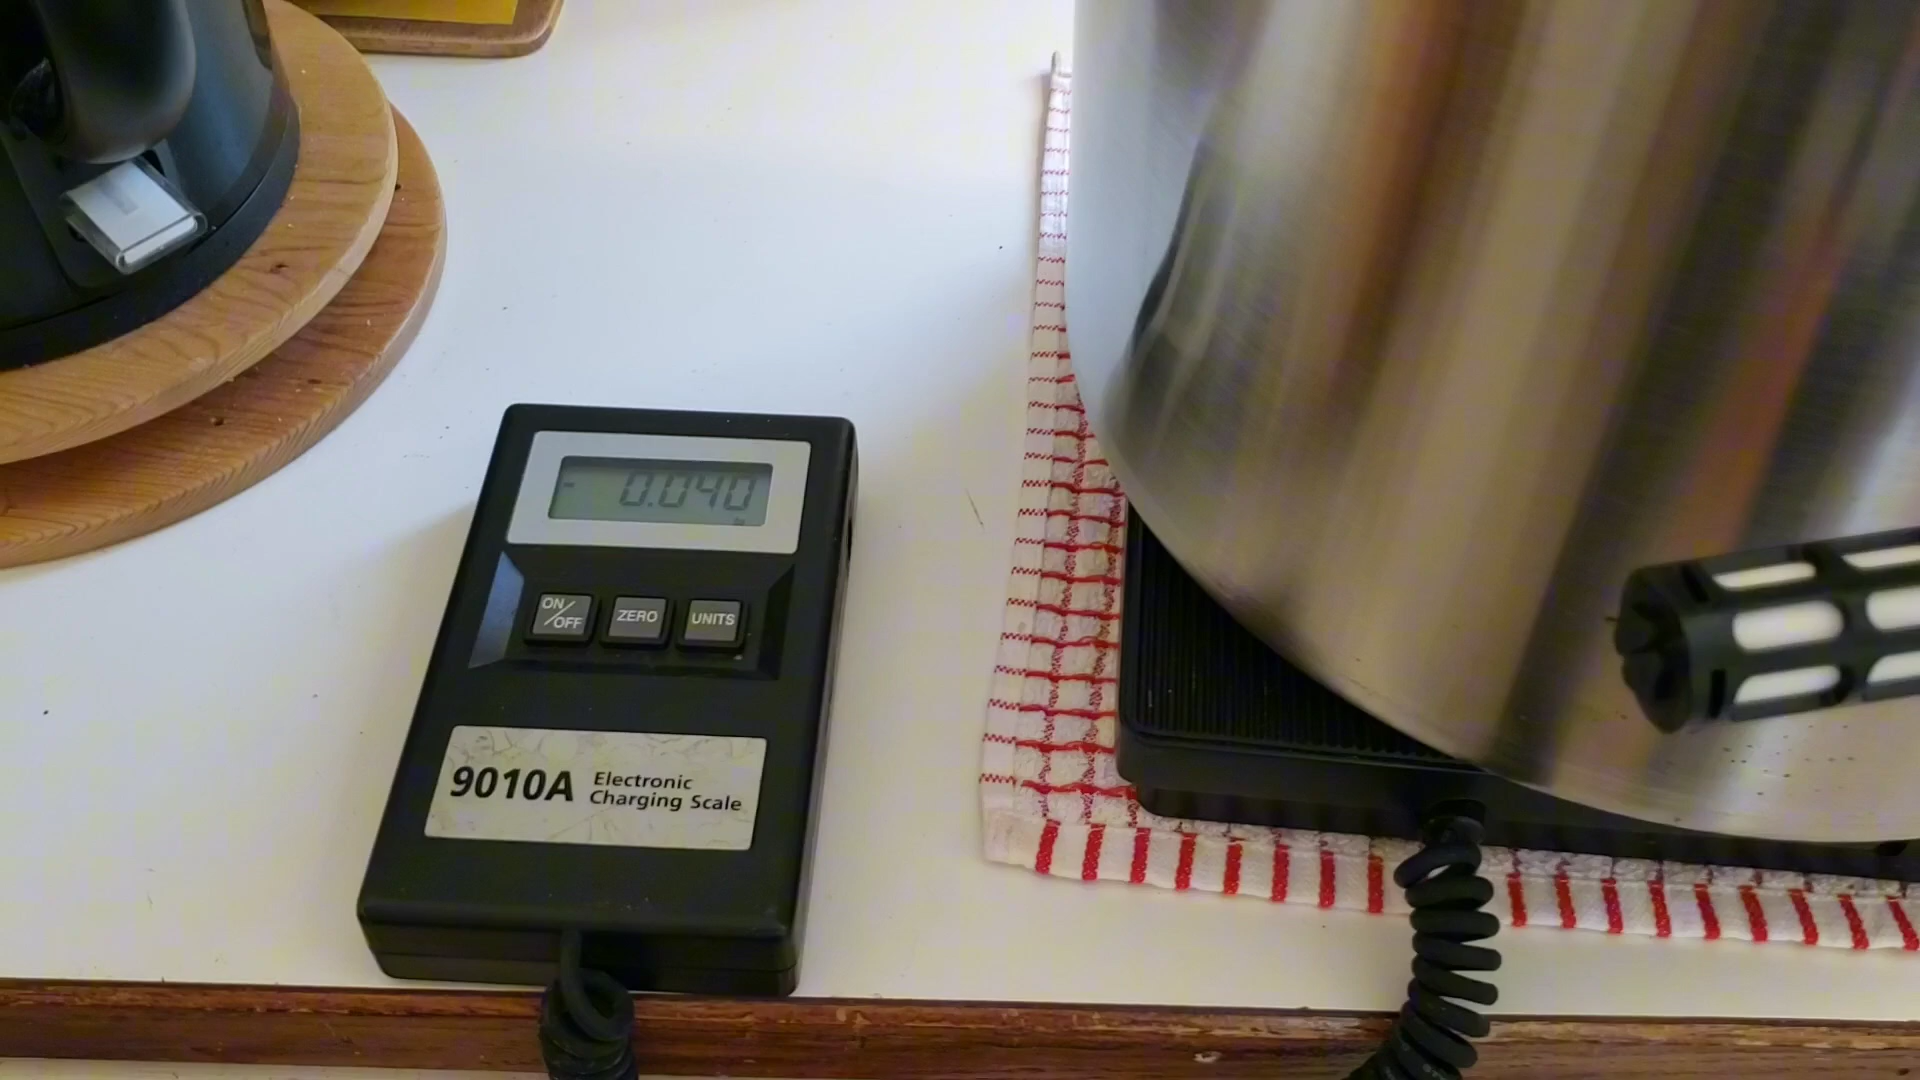 - 0.040
ON/OFF
ZERO
UNITS
9010A
Electronic
Charging Scale